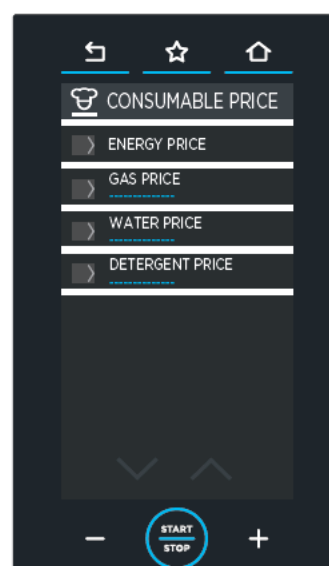 CONSUMABLE PRICE
ENERGY PRICE
GAS PRICE
WATER PRICE
DETERGENT PRICE
START
STOP